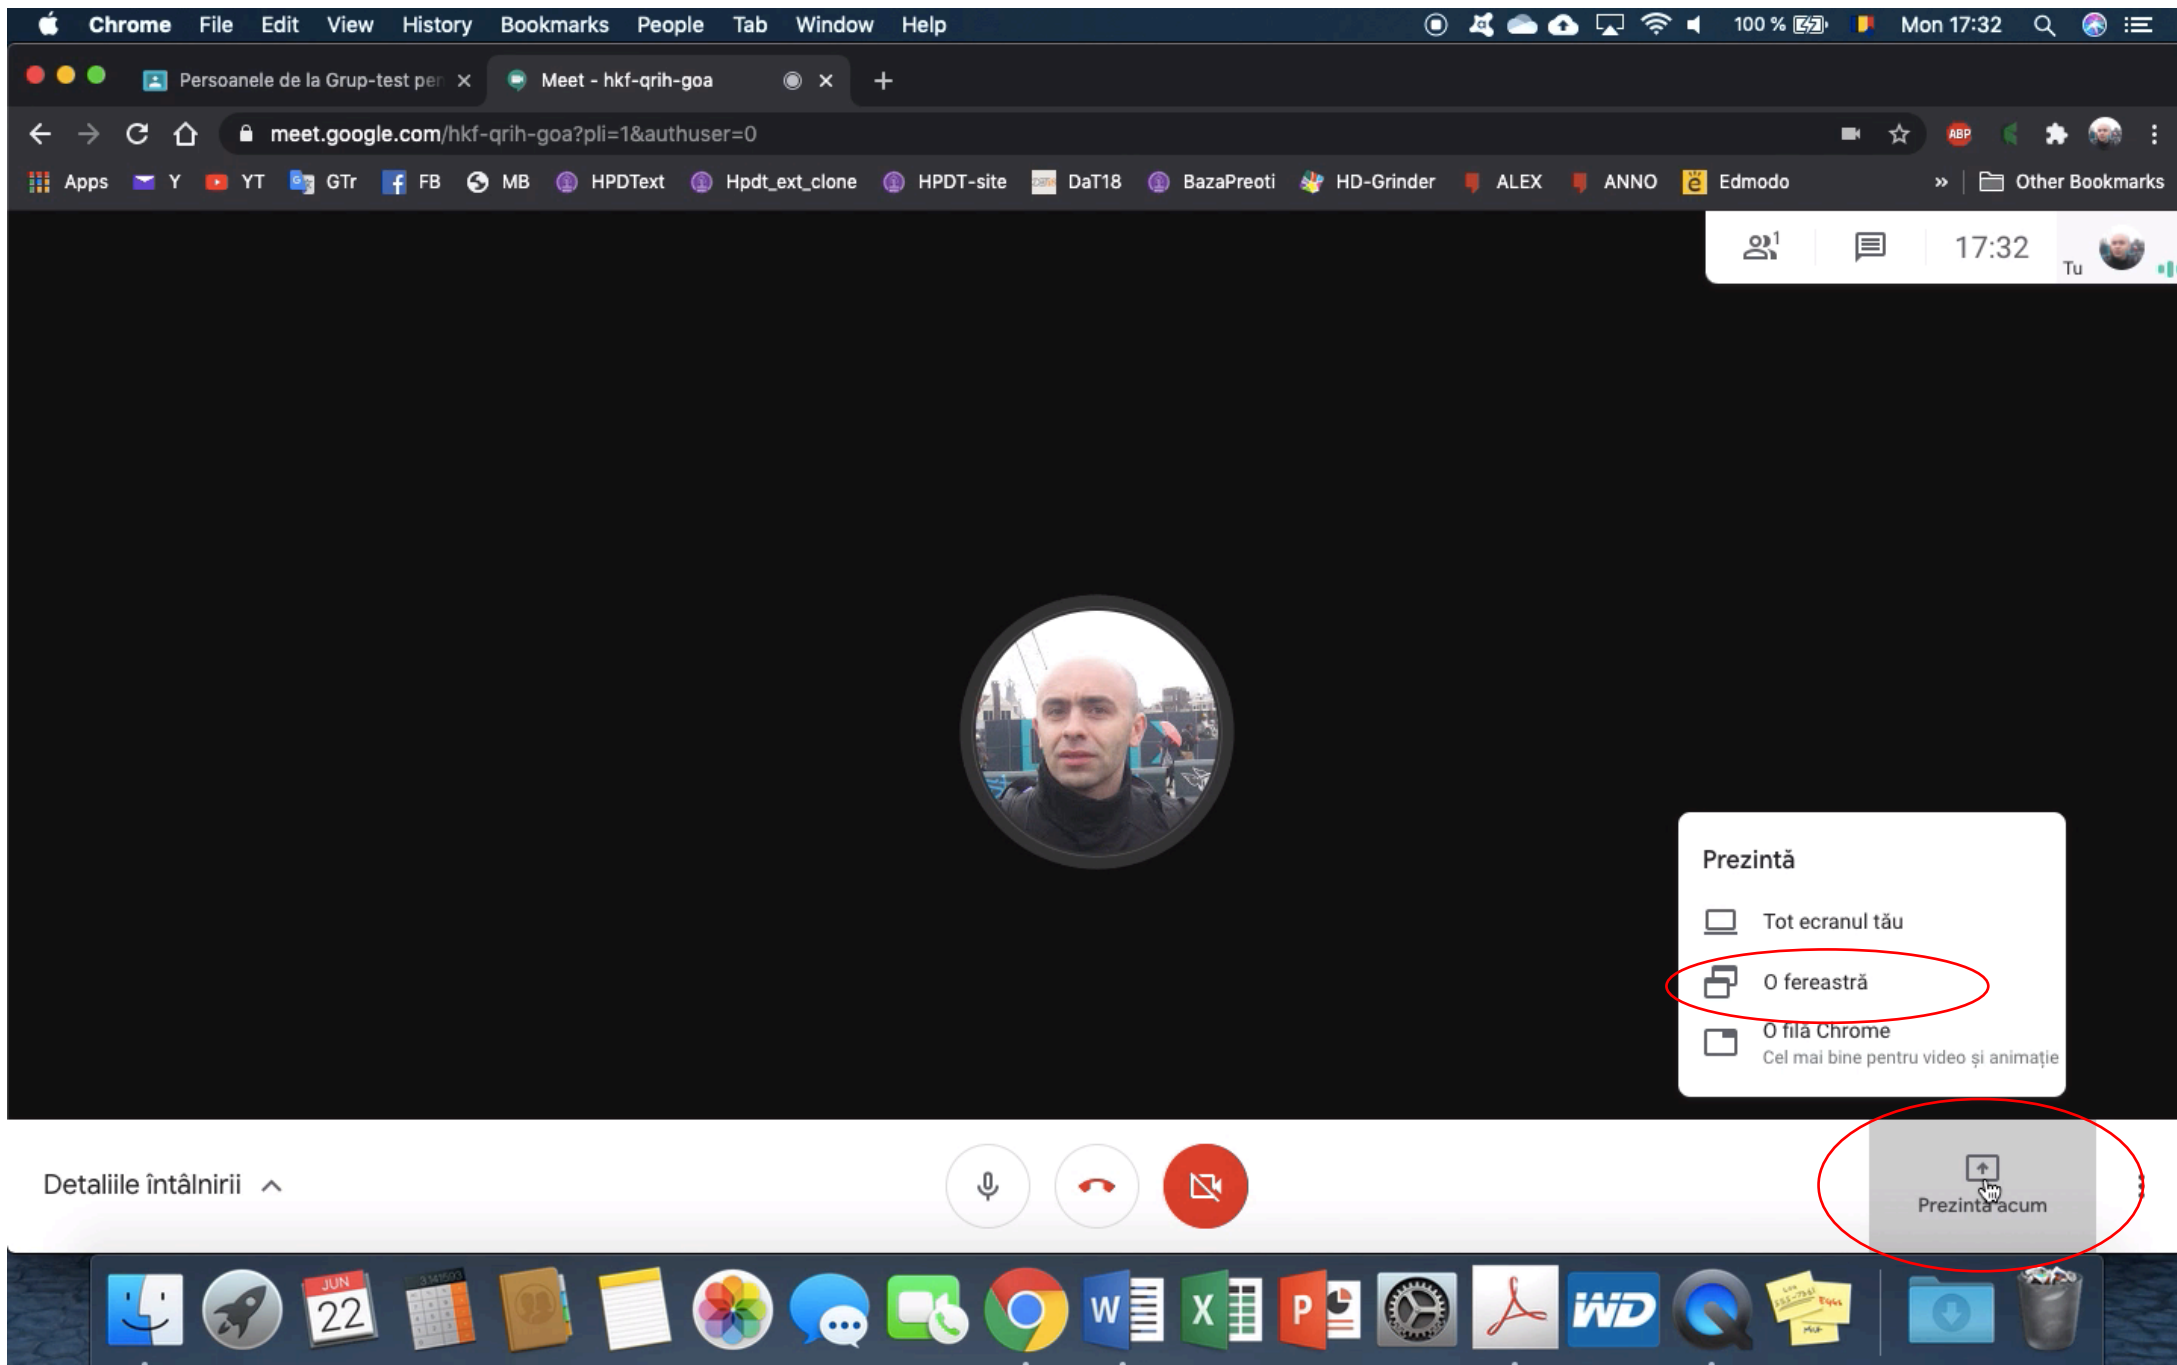 Chrome File Edit View History Bookmarks People Tab Window Help 100 % Mon 17:32
Persoanele de la Grup-test per Meet - hkf-qrih-goa
meet.google.com/hkf-qrih-goa?pli=1&authuser=0 ABP
Apps Y YT GTr FB MB HPDText Hpdt_ext_clone HPDT-site DaT18 BazaPreoti HD-Grinder ALEX ANNO Edmodo » Other Bookmarks
1 17:32 Tu
Prezintă
Tot ecranul tău
O fereastră
O filă Chrome
Cel mai bine pentru video și animație
Detaliile întâlnirii
Prezintă acum
JUN
22
W X P WD